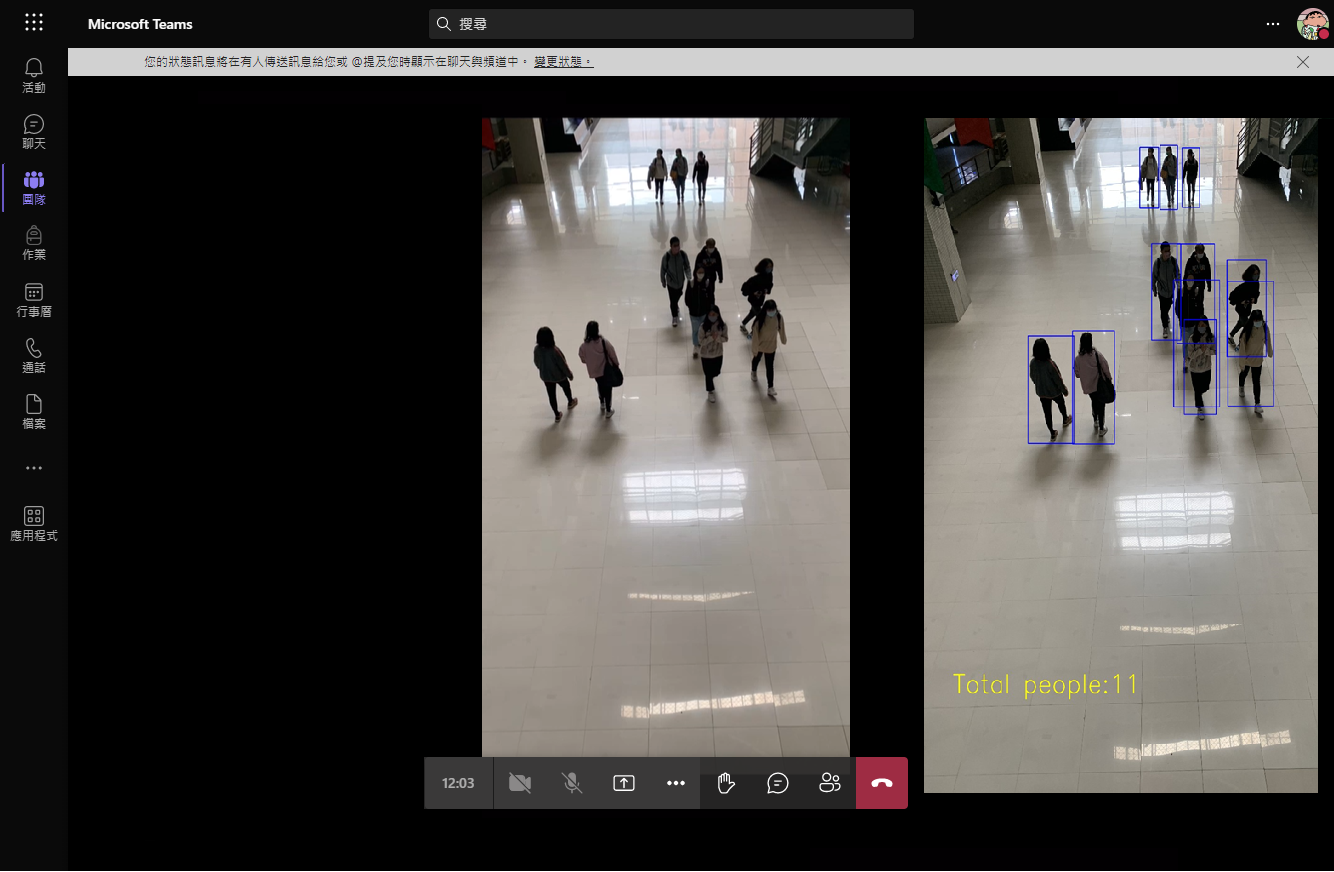 Microsoft Teams
搜尋
您的狀態訊息將在有人傳送訊息給您或 @提及您時顯示在聊天與頻道中。 變更狀態。
活動
聊天
團隊
作業
行事曆
通話
檔案
應用程式
Total people:11
12:03